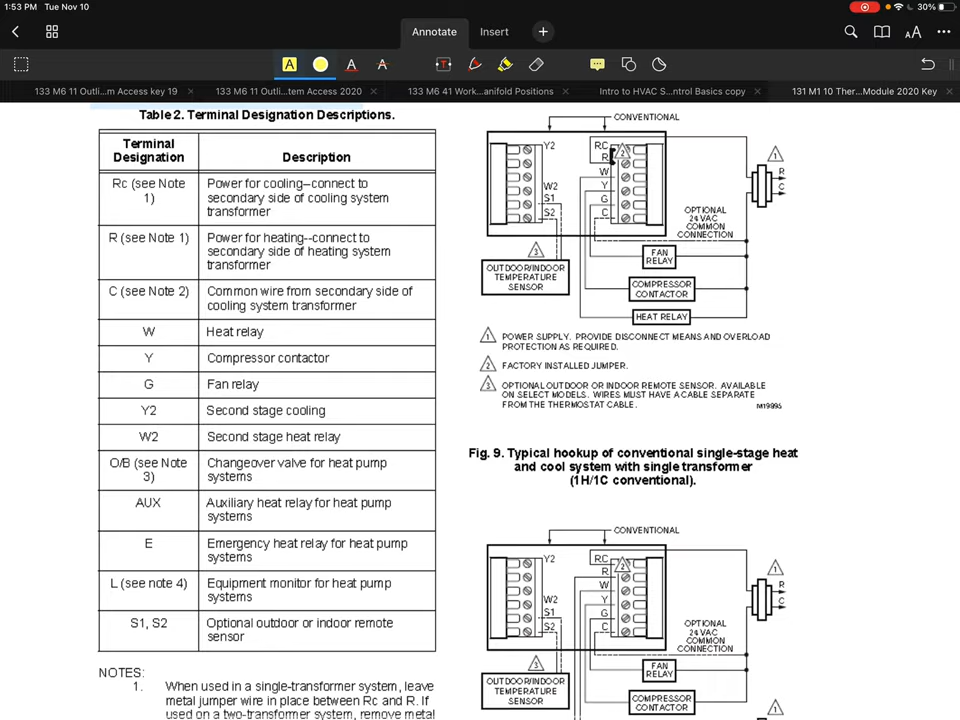 1:53 PM Tue Nov 10
30%
Annotate
Insert
133 M6 11 Outli...m Access key 19
133 M6 11 Outli...tem Access 2020
133 M6 41 Work...anifold Positions
Intro to HVAC S...ntrol Basics copy
131 M1 10 Ther...Module 2020 Key
Table 2. Terminal Designation Descriptions.
Terminal
Designation
Description
Rc (see Note
1)
Power for cooling--connect to
secondary side of cooling system
transformer
R (see Note 1)
Power for heating--connect to
secondary side of heating system
transformer
C (see Note 2)
Common wire from secondary side of
cooling system transformer
W
Heat relay
Y
Compressor contactor
G
Fan relay
Y2
Second stage cooling
W2
Second stage heat relay
O/B (see Note
3)
Changeover valve for heat pump
systems
AUX
Auxiliary heat relay for heat pump
systems
E
Emergency heat relay for heat pump
systems
L (see note 4)
Equipment monitor for heat pump
systems
S1, S2
Optional outdoor or indoor remote
sensor
NOTES:
1. When used in a single-transformer system, leave
metal jumper wire in place between Rc and R. If
used on a two-transformer system, remove metal
CONVENTIONAL
Y2
W2
S1
S2
RC
R
W
Y
G
C
2
1
R
C
OPTIONAL
24 VAC
COMMON
CONNECTION
3
OUTDOOR/INDOOR
TEMPERATURE
SENSOR
FAN
RELAY
COMPRESSOR
CONTACTOR
HEAT RELAY
1 POWER SUPPLY. PROVIDE DISCONNECT MEANS AND OVERLOAD
PROTECTION AS REQUIRED.
2 FACTORY INSTALLED JUMPER.
3 OPTIONAL OUTDOOR OR INDOOR REMOTE SENSOR. AVAILABLE
ON SELECT MODELS. WIRES MUST HAVE A CABLE SEPARATE
FROM THE THERMOSTAT CABLE.
M19995
Fig. 9. Typical hookup of conventional single-stage heat
and cool system with single transformer
(1H/1C conventional).
CONVENTIONAL
Y2
W2
S1
S2
RC
R
W
Y
G
C
2
1
R
C
OPTIONAL
24 VAC
COMMON
CONNECTION
3
OUTDOOR/INDOOR
TEMPERATURE
SENSOR
FAN
RELAY
COMPRESSOR
CONTACTOR
1